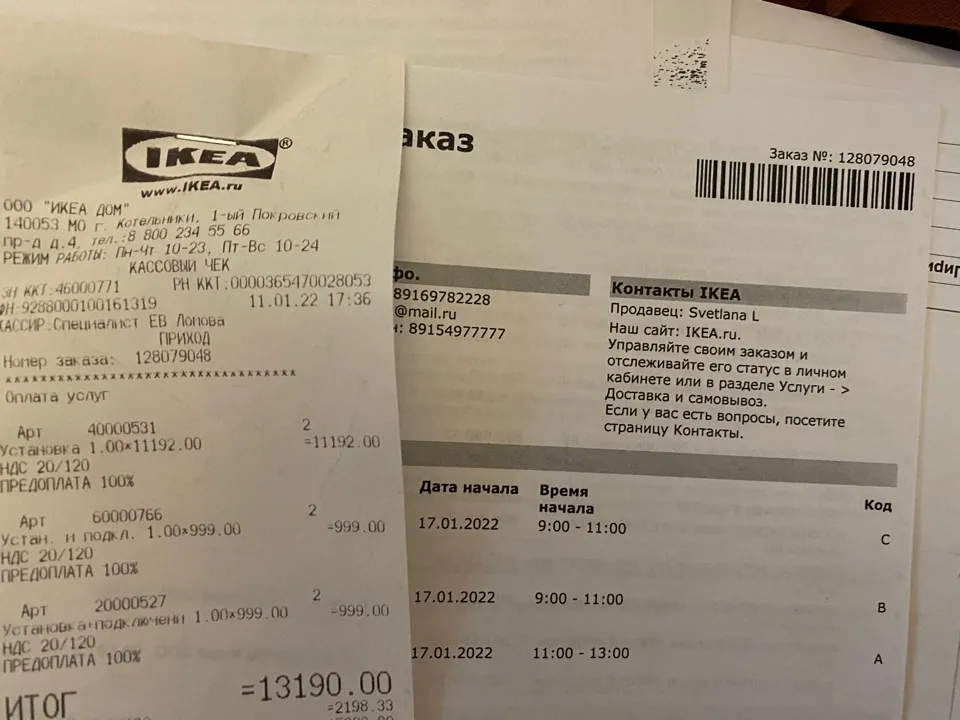 IKEA®
www.IKEA.ru
ООО "ИКЕА ДОМ"
140053 МО г. Котельники, 1-ый Покровский
пр-д д.4, тел.:8 800 234 55 66
РЕЖИМ РАБОТЫ: Пн-Чт 10-23, Пт-Вс 10-24
КАССОВЫЙ ЧЕК
ЗН ККТ:46000771 РН ККТ:0000365470028053
ФН:9288000100161319 11.01.22 17:36
КАССИР:Специалист ЕВ Лопова
ПРИХОД
Номер заказа: 128079048
Оплата услуг
Арт 40000531 2
Установка 1.00*11192.00 =11192.00
НДС 20/120
ПРЕДОПЛАТА 100%
Арт 60000766 2
Устан. и подкл. 1.00*999.00 =999.00
НДС 20/120
ПРЕДОПЛАТА 100%
Арт 20000527 2
Установка+подключени 1.00*999.00 =999.00
НДС 20/120
ПРЕДОПЛАТА 100%
ИТОГ =13190.00
=2198.33
аказ
Заказ №: 128079048
фо.
89169782228
@mail.ru
н: 89154977777
Контакты IKEA
Продавец: Svetlana L
Наш сайт: IKEA.ru.
Управляйте своим заказом и
отслеживайте его статус в личном
кабинете или в разделе Услуги - >
Доставка и самовывоз.
Если у вас есть вопросы, посетите
страницу Контакты.
Дата начала Время начала Код
17.01.2022 9:00 - 11:00 C
17.01.2022 9:00 - 11:00 B
17.01.2022 11:00 - 13:00 A